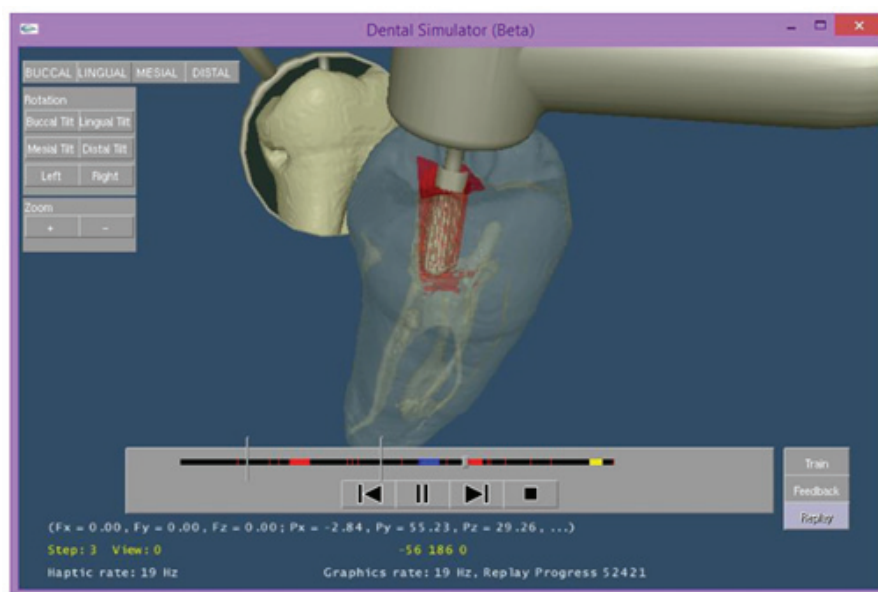 Dental Simulator (Beta)
BUCCAL LINGUAL MESIAL DISTAL
Rotation
Buccal Tilt Lingual Tilt
Mesial Tilt Distal Tilt
Left Right
Zoom
+ -
Train
Feedback
Replay
(Fx = 0.00, Fy = 0.00, Fz = 0.00; Px = -2.84, Py = 55.23, Pz = 29.26, ...)
Step: 3 View: 0 -56 186 0
Haptic rate: 19 Hz Graphics rate: 19 Hz, Replay Progress 52421